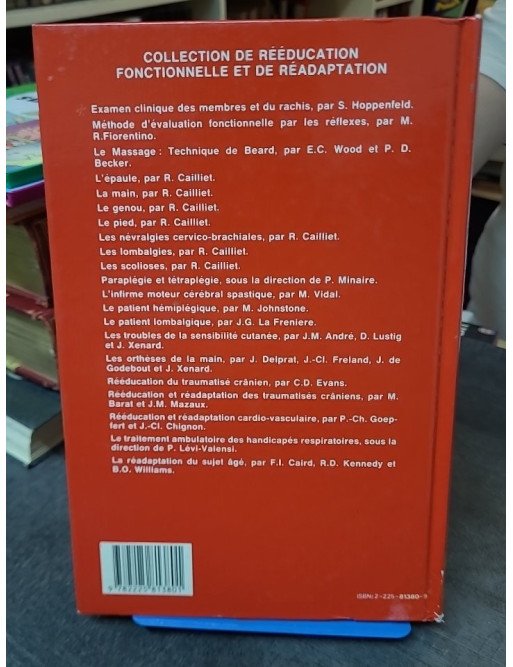 COLLECTION DE RÉÉDUCATION
FONCTIONNELLE ET DE RÉADAPTATION
Examen clinique des membres et du rachis, par S. Hoppenfeld.
Méthode d'évaluation fonctionnelle par les réflexes, par M.
R.Fiorentino.
Le Massage : Technique de Beard, par E.C. Wood et P. D.
Becker.
L'épaule, par R. Cailliet.
La main, par R. Cailliet.
Le genou, par R. Cailliet.
Le pied, par R. Cailliet.
Les névralgies cervico-brachiales, par R. Cailliet.
Les lombalgies, par R. Cailliet.
Les scolioses, par R. Cailliet.
Paraplégie et tétraplégie, sous la direction de P. Minaire.
L'infirme moteur cérébral spastique, par M. Vidal.
Le patient hémiplégique, par M. Johnstone.
Le patient lombalgique, par J.G. La Freniere.
Les troubles de la sensibilité cutanée, par J.M. André, D. Lustig
et J. Xenard.
Les orthèses de la main, par J. Delprat, J.-Cl. Freland, J. de
Godebout et J. Xenard.
Rééducation du traumatisé crânien, par C.D. Evans.
Rééducation et réadaptation des traumatisés crâniens, par M.
Barat et J.M. Mazaux.
Rééducation et réadaptation cardio-vasculaire, par P.-Ch. Goep-
fert et J.-Cl. Chignon.
Le traitement ambulatoire des handicapés respiratoires, sous la
direction de P. Lévi-Valensi.
La réadaptation du sujet âgé, par F.I. Caird, R.D. Kennedy et
B.O. Williams.
9 782225 813801
ISBN: 2-225-81380-9